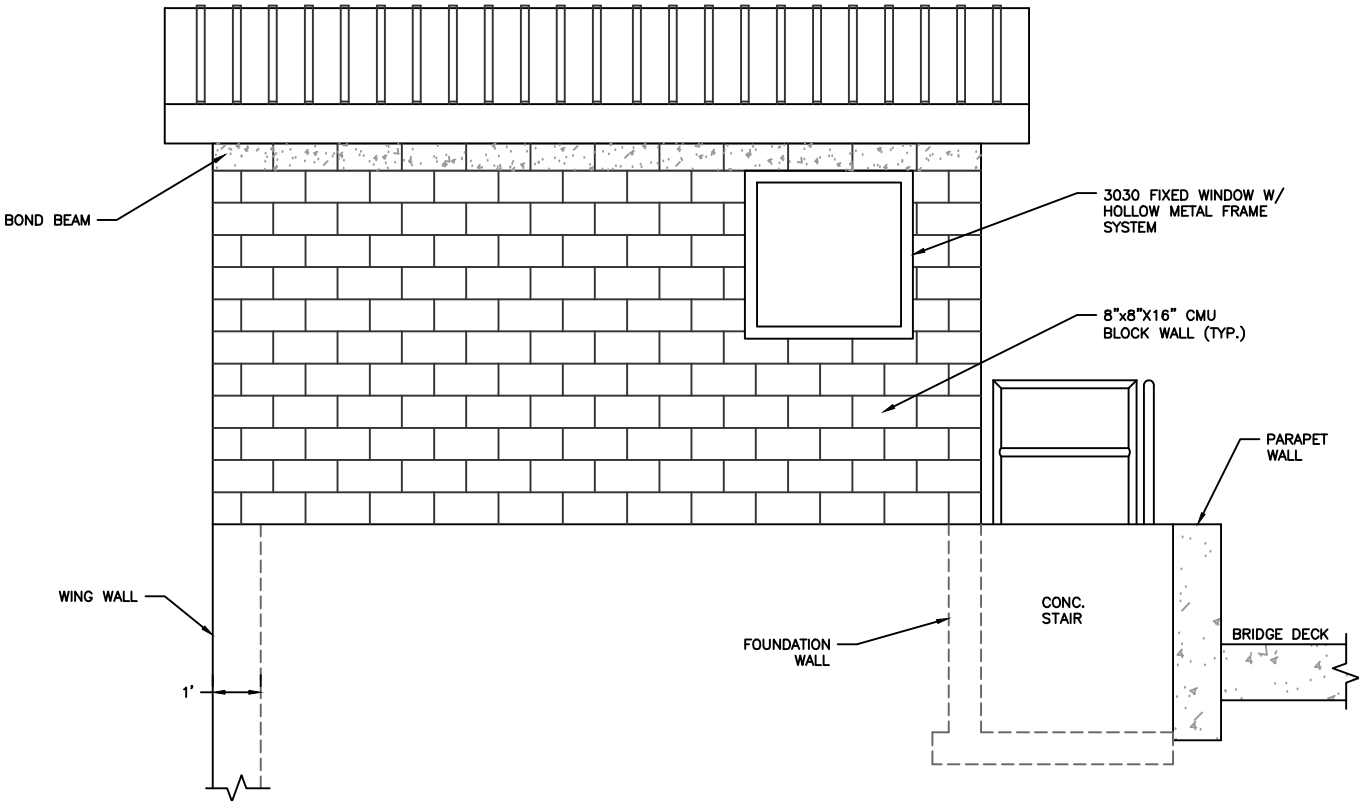 BOND BEAM
3030 FIXED WINDOW W/
HOLLOW METAL FRAME
SYSTEM
8"x8"X16" CMU
BLOCK WALL (TYP.)
PARAPET
WALL
WING WALL
CONC.
STAIR
FOUNDATION
WALL
BRIDGE DECK
1'